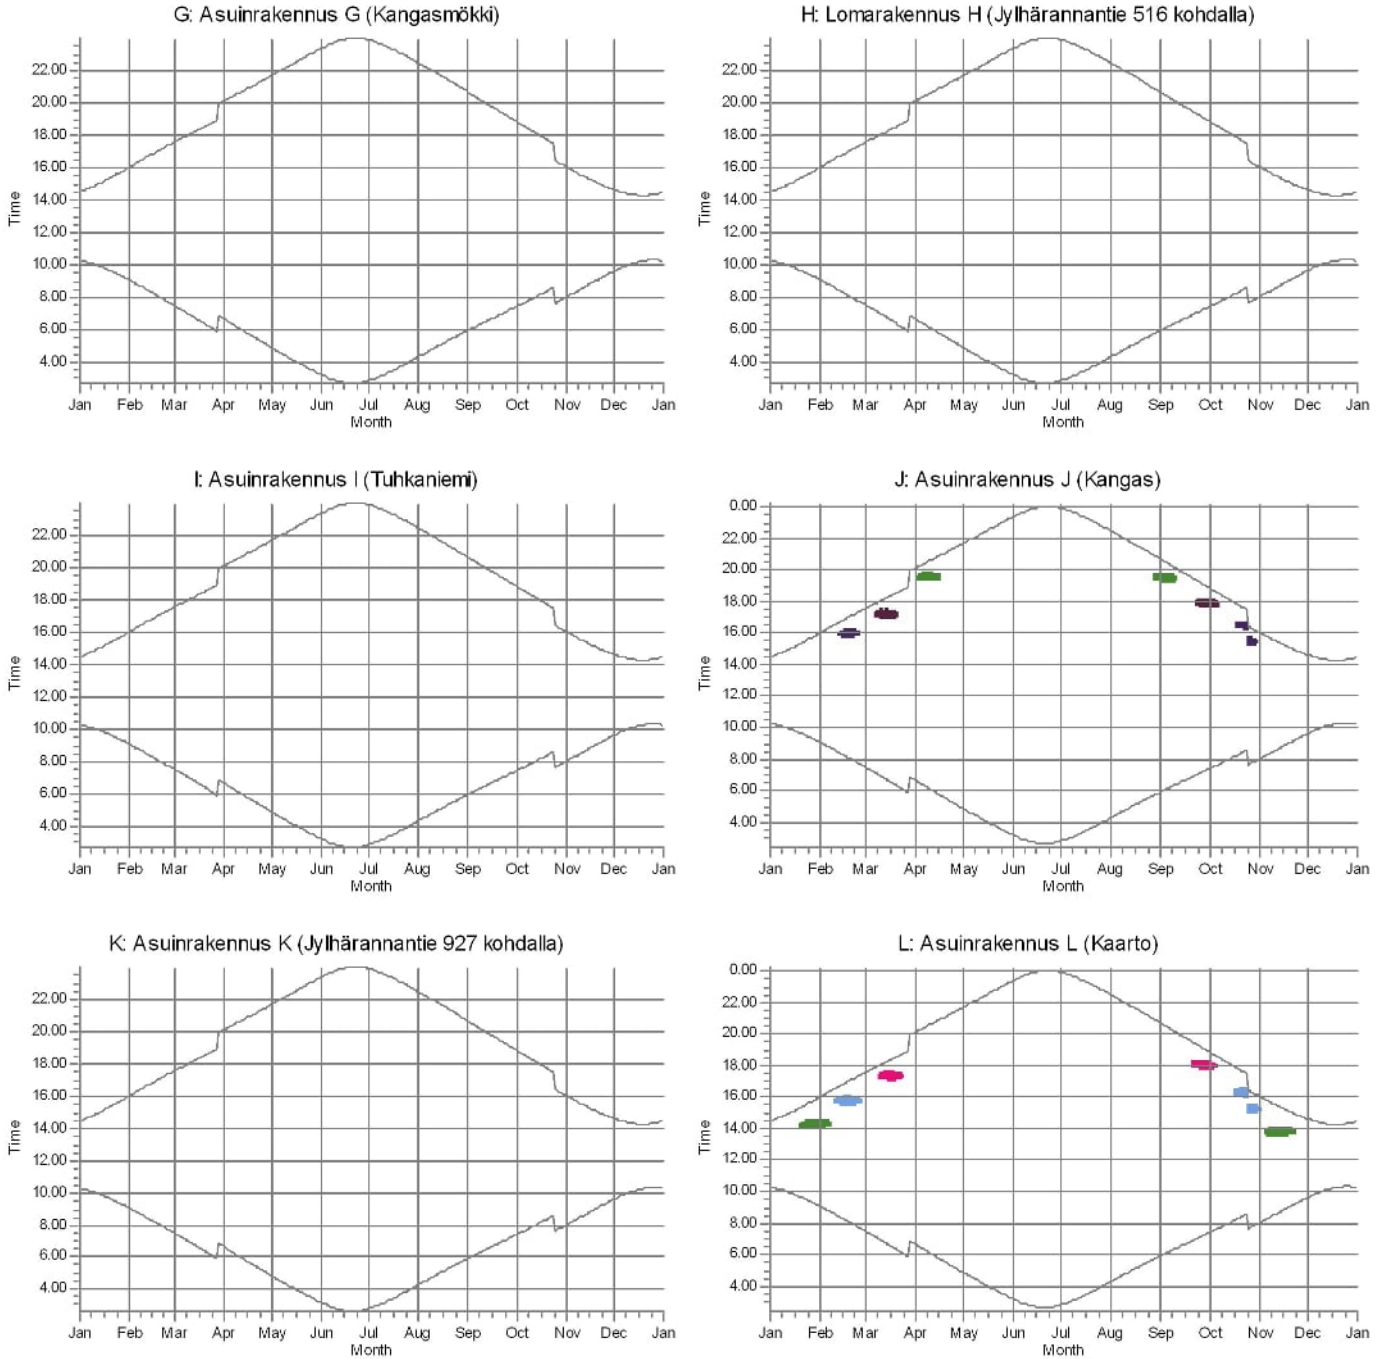 G: Asuinrakennus G (Kangasmökki)
22.00
20.00
18.00
16.00
14.00
12.00
10.00
8.00
6.00
4.00
Time
Jan Feb Mar Apr May Jun Jul Aug Sep Oct Nov Dec Jan
Month
H: Lomarakennus H (Jylhärannantie 516 kohdalla)
22.00
20.00
18.00
16.00
14.00
12.00
10.00
8.00
6.00
4.00
Time
Jan Feb Mar Apr May Jun Jul Aug Sep Oct Nov Dec Jan
Month
I: Asuinrakennus I (Tuhkaniemi)
22.00
20.00
18.00
16.00
14.00
12.00
10.00
8.00
6.00
4.00
Time
Jan Feb Mar Apr May Jun Jul Aug Sep Oct Nov Dec Jan
Month
J: Asuinrakennus J (Kangas)
0.00
22.00
20.00
18.00
16.00
14.00
12.00
10.00
8.00
6.00
4.00
Time
Jan Feb Mar Apr May Jun Jul Aug Sep Oct Nov Dec Jan
Month
K: Asuinrakennus K (Jylhärannantie 927 kohdalla)
22.00
20.00
18.00
16.00
14.00
12.00
10.00
8.00
6.00
4.00
Time
Jan Feb Mar Apr May Jun Jul Aug Sep Oct Nov Dec Jan
Month
L: Asuinrakennus L (Kaarto)
0.00
22.00
20.00
18.00
16.00
14.00
12.00
10.00
8.00
6.00
4.00
Time
Jan Feb Mar Apr May Jun Jul Aug Sep Oct Nov Dec Jan
Month